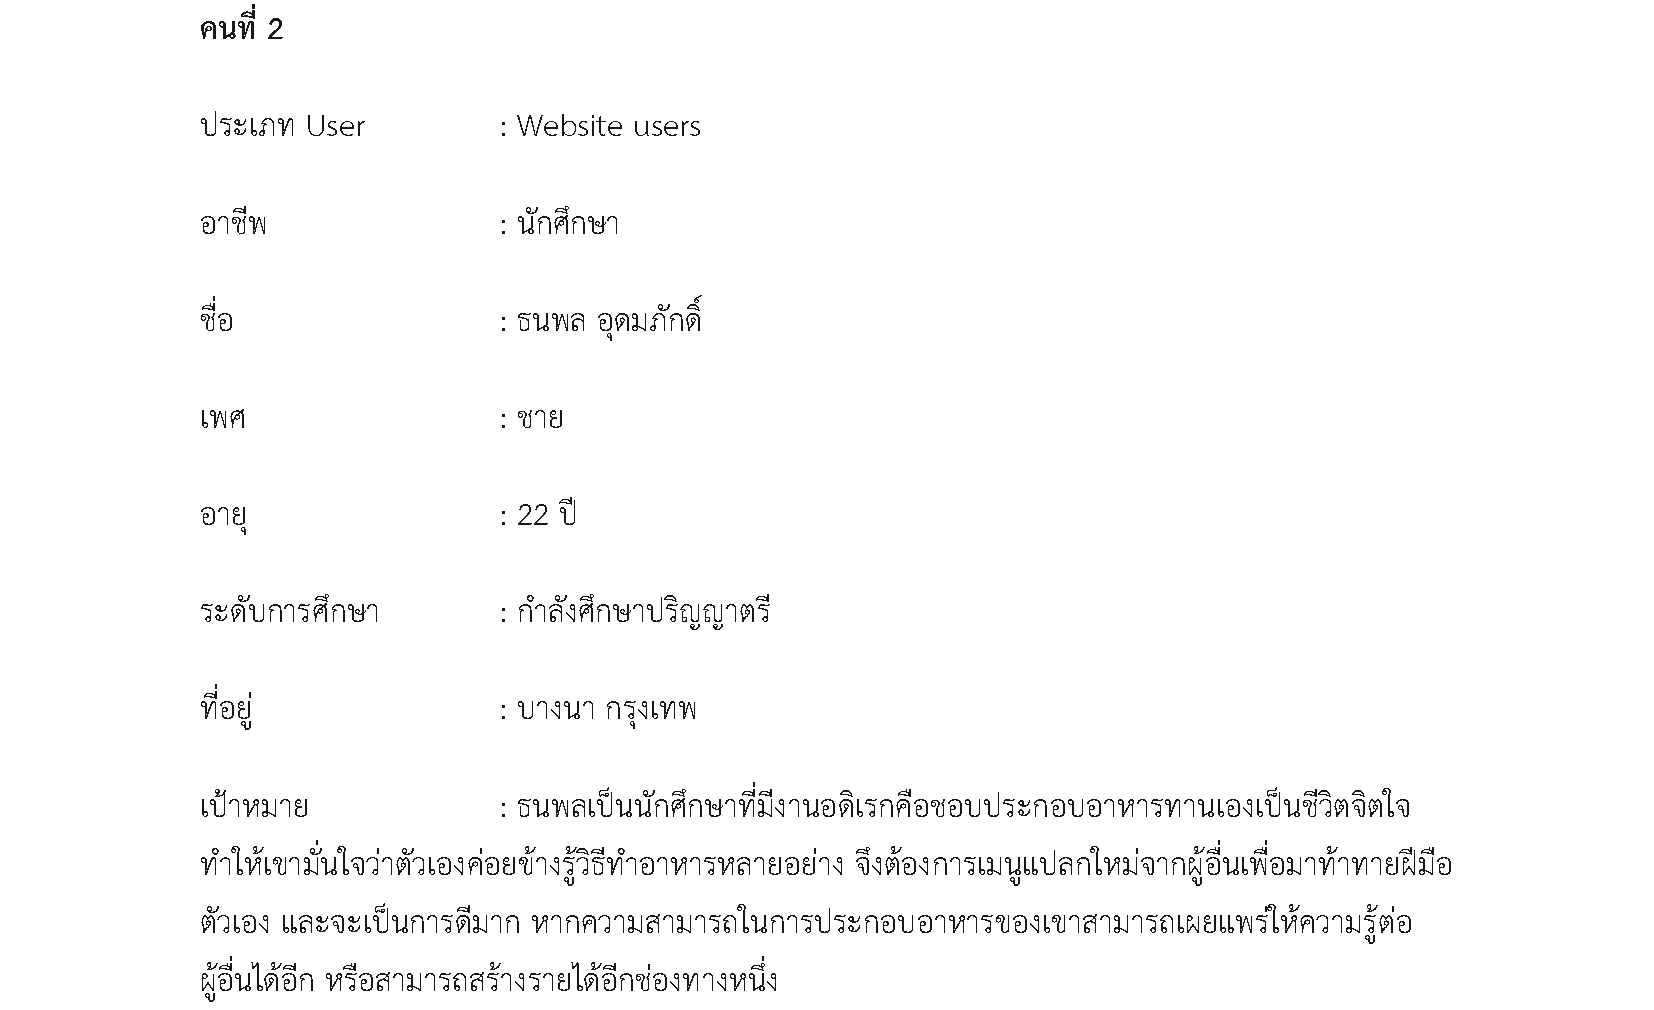 คนที่ 2
ประเภท User : Website users
อาชีพ : นักศึกษา
ชื่อ : ธนพล อุดมภักดิ์
เพศ : ชาย
อายุ : 22 ปี
ระดับการศึกษา : กำลังศึกษาปริญญาตรี
ที่อยู่ : บางนา กรุงเทพ
เป้าหมาย : ธนพลเป็นนักศึกษาที่มีงานอดิเรกคือชอบประกอบอาหารทานเองเป็นชีวิตจิตใจ
ทำให้เขามั่นใจว่าตัวเองค่อยข้างรู้วิธีทำอาหารหลายอย่าง จึงต้องการเมนูแปลกใหม่จากผู้อื่นเพื่อมาท้าทายฝีมือ
ตัวเอง และจะเป็นการดีมาก หากความสามารถในการประกอบอาหารของเขาสามารถเผยแพร่ให้ความรู้ต่อ
ผู้อื่นได้อีก หรือสามารถสร้างรายได้อีกช่องทางหนึ่ง